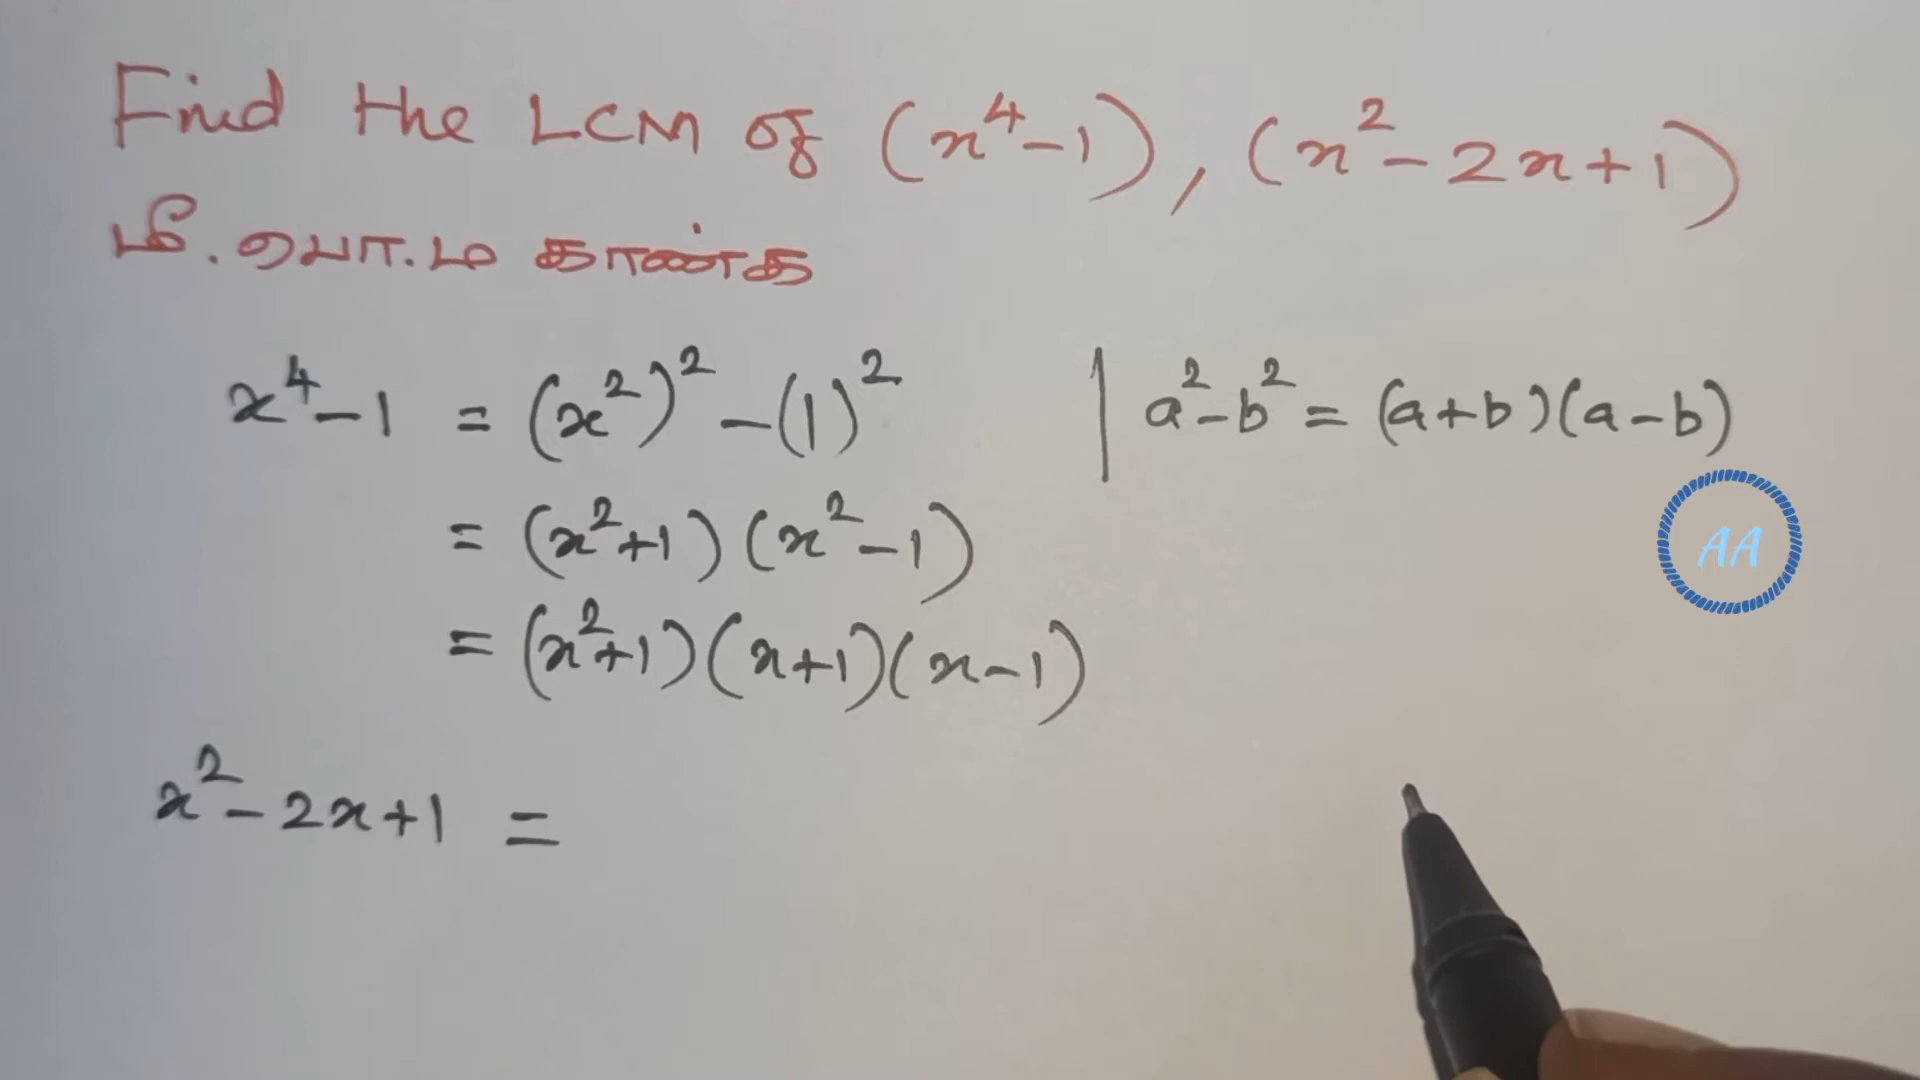 Find the LCM of (x⁴-1), (x²-2x+1)
மீ.பொ.ம காண்க
x⁴-1 = (x²)² - (1)² | a²-b² = (a+b)(a-b)
= (x²+1)(x²-1)
AA
= (x²+1)(x+1)(x-1)
x²-2x+1 =